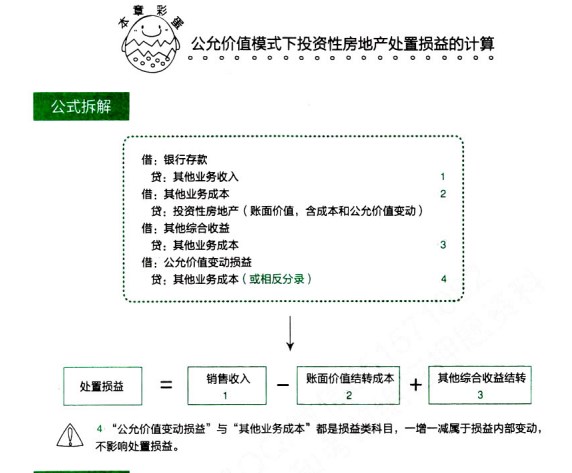 本章彩蛋
公允价值模式下投资性房地产处置损益的计算
公式拆解
借：银行存款
贷：其他业务收入 1
借：其他业务成本 2
贷：投资性房地产（账面价值，含成本和公允价值变动）
借：其他综合收益
贷：其他业务成本 3
借：公允价值变动损益
贷：其他业务成本（或相反分录） 4
处置损益 = 销售收入 1 − 账面价值结转成本 2 + 其他综合收益结转 3
4 “公允价值变动损益”与“其他业务成本”都是损益类科目，一增一减属于损益内部变动，
不影响处置损益。